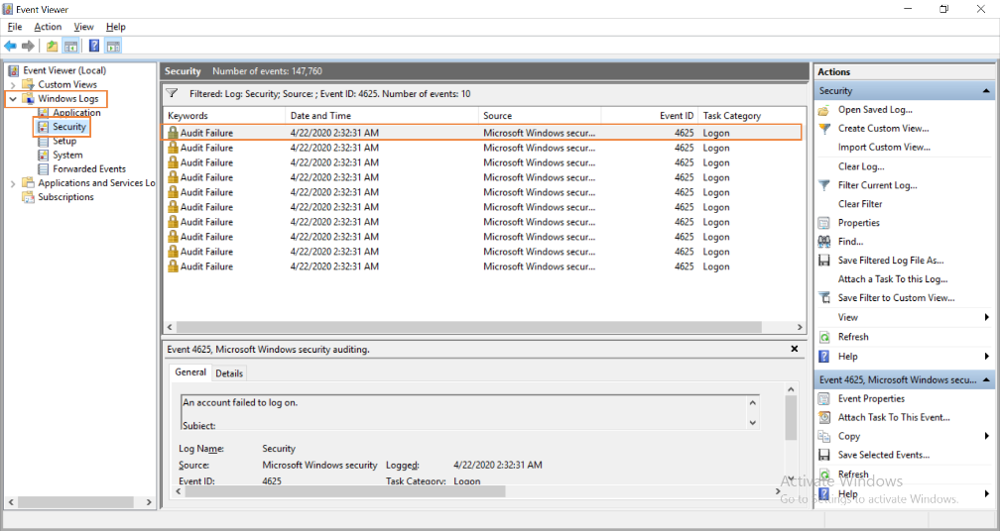 Event Viewer
File Action View Help
Event Viewer (Local)
Custom Views
Windows Logs
Application
Security
Setup
System
Forwarded Events
Applications and Services Lo
Subscriptions
Security Number of events: 147,760
Filtered: Log: Security; Source: ; Event ID: 4625. Number of events: 10
Keywords Date and Time Source Event ID Task Category
Audit Failure 4/22/2020 2:32:31 AM Microsoft Windows secur... 4625 Logon
Audit Failure 4/22/2020 2:32:31 AM Microsoft Windows secur... 4625 Logon
Audit Failure 4/22/2020 2:32:31 AM Microsoft Windows secur... 4625 Logon
Audit Failure 4/22/2020 2:32:31 AM Microsoft Windows secur... 4625 Logon
Audit Failure 4/22/2020 2:32:31 AM Microsoft Windows secur... 4625 Logon
Audit Failure 4/22/2020 2:32:31 AM Microsoft Windows secur... 4625 Logon
Audit Failure 4/22/2020 2:32:31 AM Microsoft Windows secur... 4625 Logon
Audit Failure 4/22/2020 2:32:31 AM Microsoft Windows secur... 4625 Logon
Audit Failure 4/22/2020 2:32:31 AM Microsoft Windows secur... 4625 Logon
Audit Failure 4/22/2020 2:32:31 AM Microsoft Windows secur... 4625 Logon
Event 4625, Microsoft Windows security auditing.
General Details
An account failed to log on.
Subject:
Log Name: Security
Source: Microsoft Windows security Logged: 4/22/2020 2:32:31 AM
Event ID: 4625 Task Category: Logon
Actions
Security
Open Saved Log...
Create Custom View...
Import Custom View...
Clear Log...
Filter Current Log...
Clear Filter
Properties
Find...
Save Filtered Log File As...
Attach a Task To this Log...
Save Filter to Custom View...
View
Refresh
Help
Event 4625, Microsoft Windows secu...
Event Properties
Attach Task To This Event...
Copy
Save Selected Events...
Refresh
Help
Activate Windows
Go to Settings to activate Windows.